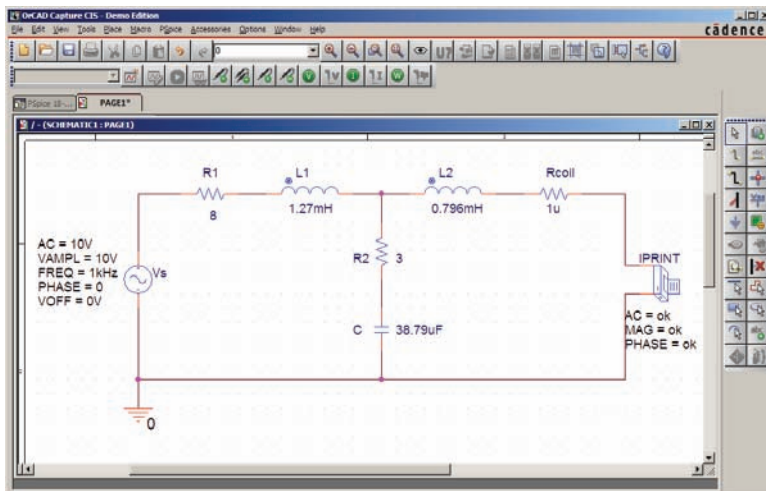 OrCAD Capture CIS - Demo Edition
File Edit View Tools Place Macro PSpice Accessories Options Window Help
cādence
0
PAGE1*
/ - (SCHEMATIC1 : PAGE1)
R1
L1
L2
Rcoil
8
1.27mH
0.796mH
1u
AC = 10V
VAMPL = 10V
FREQ = 1kHz
PHASE = 0
VOFF = 0V
Vs
R2
3
IPRINT
C
38.79uF
AC = ok
MAG = ok
PHASE = ok
0